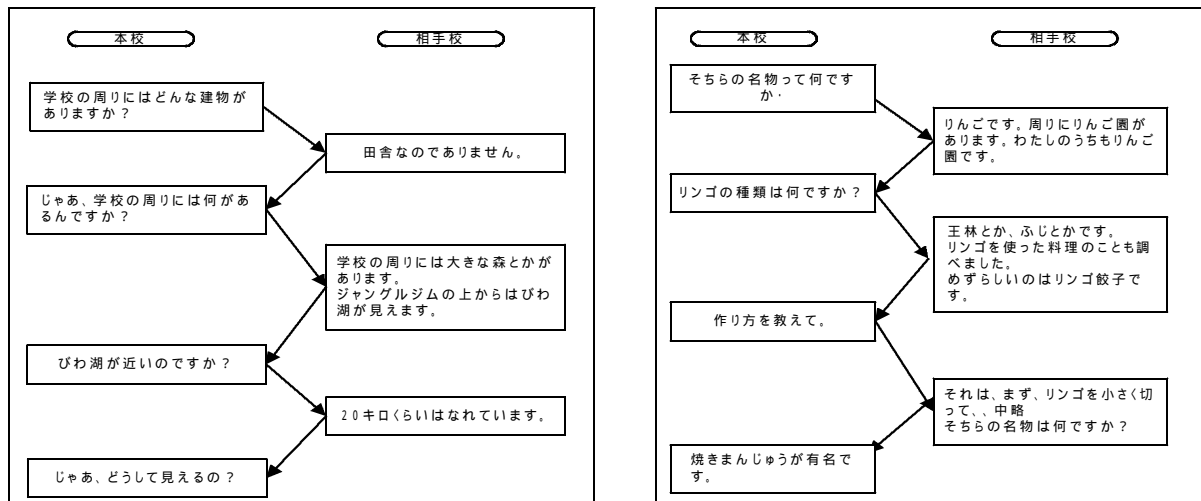 本校
相手校
学校の周りにはどんな建物が
ありますか?
田舎なのでありません。
じゃあ、学校の周りには何があ
るんですか?
学校の周りには大きな森とかが
あります。
ジャングルジムの上からはびわ
湖が見えます。
びわ湖が近いのですか?
20キロくらいはなれています。
じゃあ、どうして見えるの?
本校
相手校
そちらの名物って何です
か・
りんごです。周りにりんご園が
あります。わたしのうちもりんご
園です。
リンゴの種類は何ですか?
王林とか、ふじとかです。
リンゴを使った料理のことも調
べました。
めずらしいのはリンゴ餃子で
す。
作り方を教えて。
それは、まず、リンゴを小さく切
って、、中略
そちらの名物は何ですか?
焼きまんじゅうが有名で
す。